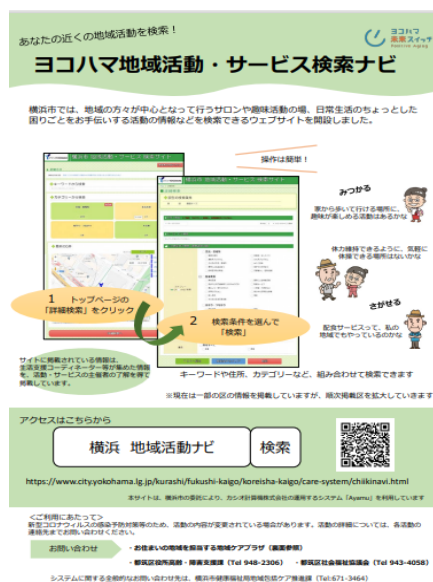 あなたの近くの地域活動を検索！
ヨコハマ
未来スイッチ
Positive Aging
ヨコハマ地域活動・サービス検索ナビ
横浜市では、地域の方々が中心となって行うサロンや趣味活動の場、日常生活のちょっとした
困りごとをお手伝いする活動の情報などを検索できるウェブサイトを開設しました。
操作は簡単！
みつかる
家から歩いて行ける場所に、
趣味が楽しめる活動はあるかな
体力維持できるように、気軽に
体操できる場所はないかな
1 トップページの
「詳細検索」をクリック
さがせる
配食サービスって、私の
地域でもやっているのかな
2 検索条件を選んで
「検索」
サイトに掲載されている情報は、
生活支援コーディネーター等が集めた情報
を、活動・サービスの主催者の了解を得て
掲載しています。
キーワードや住所、カテゴリーなど、組み合わせて検索できます
※現在は一部の区の情報を掲載していますが、順次掲載区を拡大していきます
アクセスはこちらから
横浜 地域活動ナビ
検索
https://www.city.yokohama.lg.jp/kurashi/fukushi-kaigo/koreisha-kaigo/care-system/chiikinavi.html
本サイトは、横浜市の委託により、カシオ計算機株式会社の運用するシステム「Ayamu」を利用しています
＜ご利用にあたって＞
新型コロナウィルスの感染予防対策等のため、活動の内容が変更されている場合があります。活動の詳細については、各活動の
連絡先までお問い合わせください。
お問い合わせ
・お住まいの地域を担当する地域ケアプラザ（裏面参照）
・都筑区役所高齢・障害支援課（Tel 948-2306） ・都筑区社会福祉協議会（Tel 943-4058）
システムに関する全般的なお問い合わせ先は、横浜市健康福祉局地域包括ケア推進課（Tel:671-3464）